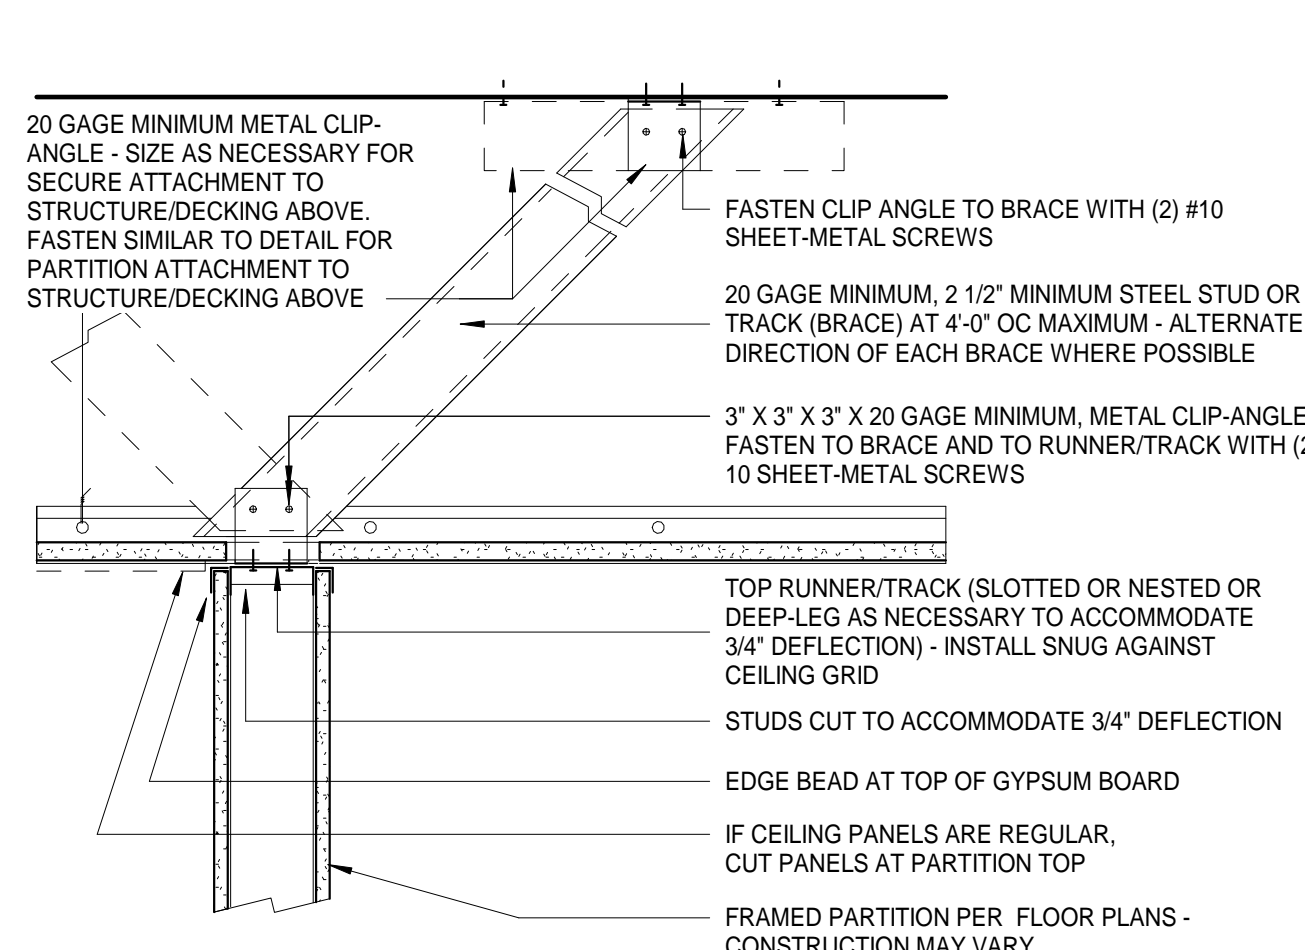 20 GAGE MINIMUM METAL CLIP-
ANGLE - SIZE AS NECESSARY FOR
SECURE ATTACHMENT TO
STRUCTURE/DECKING ABOVE.
FASTEN SIMILAR TO DETAIL FOR
PARTITION ATTACHMENT TO
STRUCTURE/DECKING ABOVE
FASTEN CLIP ANGLE TO BRACE WITH (2) #10
SHEET-METAL SCREWS
20 GAGE MINIMUM, 2 1/2" MINIMUM STEEL STUD OR
TRACK (BRACE) AT 4'-0" OC MAXIMUM - ALTERNATE
DIRECTION OF EACH BRACE WHERE POSSIBLE
3" X 3" X 3" X 20 GAGE MINIMUM, METAL CLIP-ANGLE
FASTEN TO BRACE AND TO RUNNER/TRACK WITH (2
10 SHEET-METAL SCREWS
TOP RUNNER/TRACK (SLOTTED OR NESTED OR
DEEP-LEG AS NECESSARY TO ACCOMMODATE
3/4" DEFLECTION) - INSTALL SNUG AGAINST
CEILING GRID
STUDS CUT TO ACCOMMODATE 3/4" DEFLECTION
EDGE BEAD AT TOP OF GYPSUM BOARD
IF CEILING PANELS ARE REGULAR,
CUT PANELS AT PARTITION TOP
FRAMED PARTITION PER FLOOR PLANS -
CONSTRUCTION MAY VARY